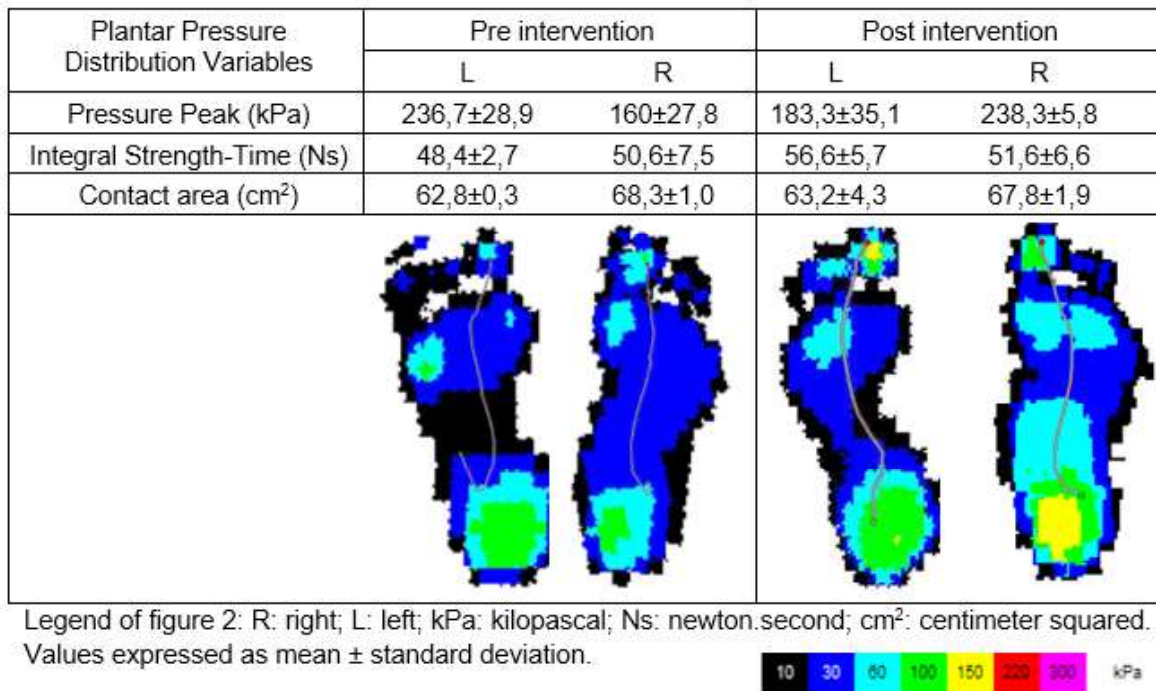 Plantar Pressure Distribution Variables Pre intervention Post intervention
L R L R
Pressure Peak (kPa) 236,7±28,9 160±27,8 183,3±35,1 238,3±5,8
Integral Strength-Time (Ns) 48,4±2,7 50,6±7,5 56,6±5,7 51,6±6,6
Contact area (cm²) 62,8±0,3 68,3±1,0 63,2±4,3 67,8±1,9
Legend of figure 2: R: right; L: left; kPa: kilopascal; Ns: newton.second; cm²: centimeter squared.
Values expressed as mean ± standard deviation.
10 30 60 100 150 220 300 kPa